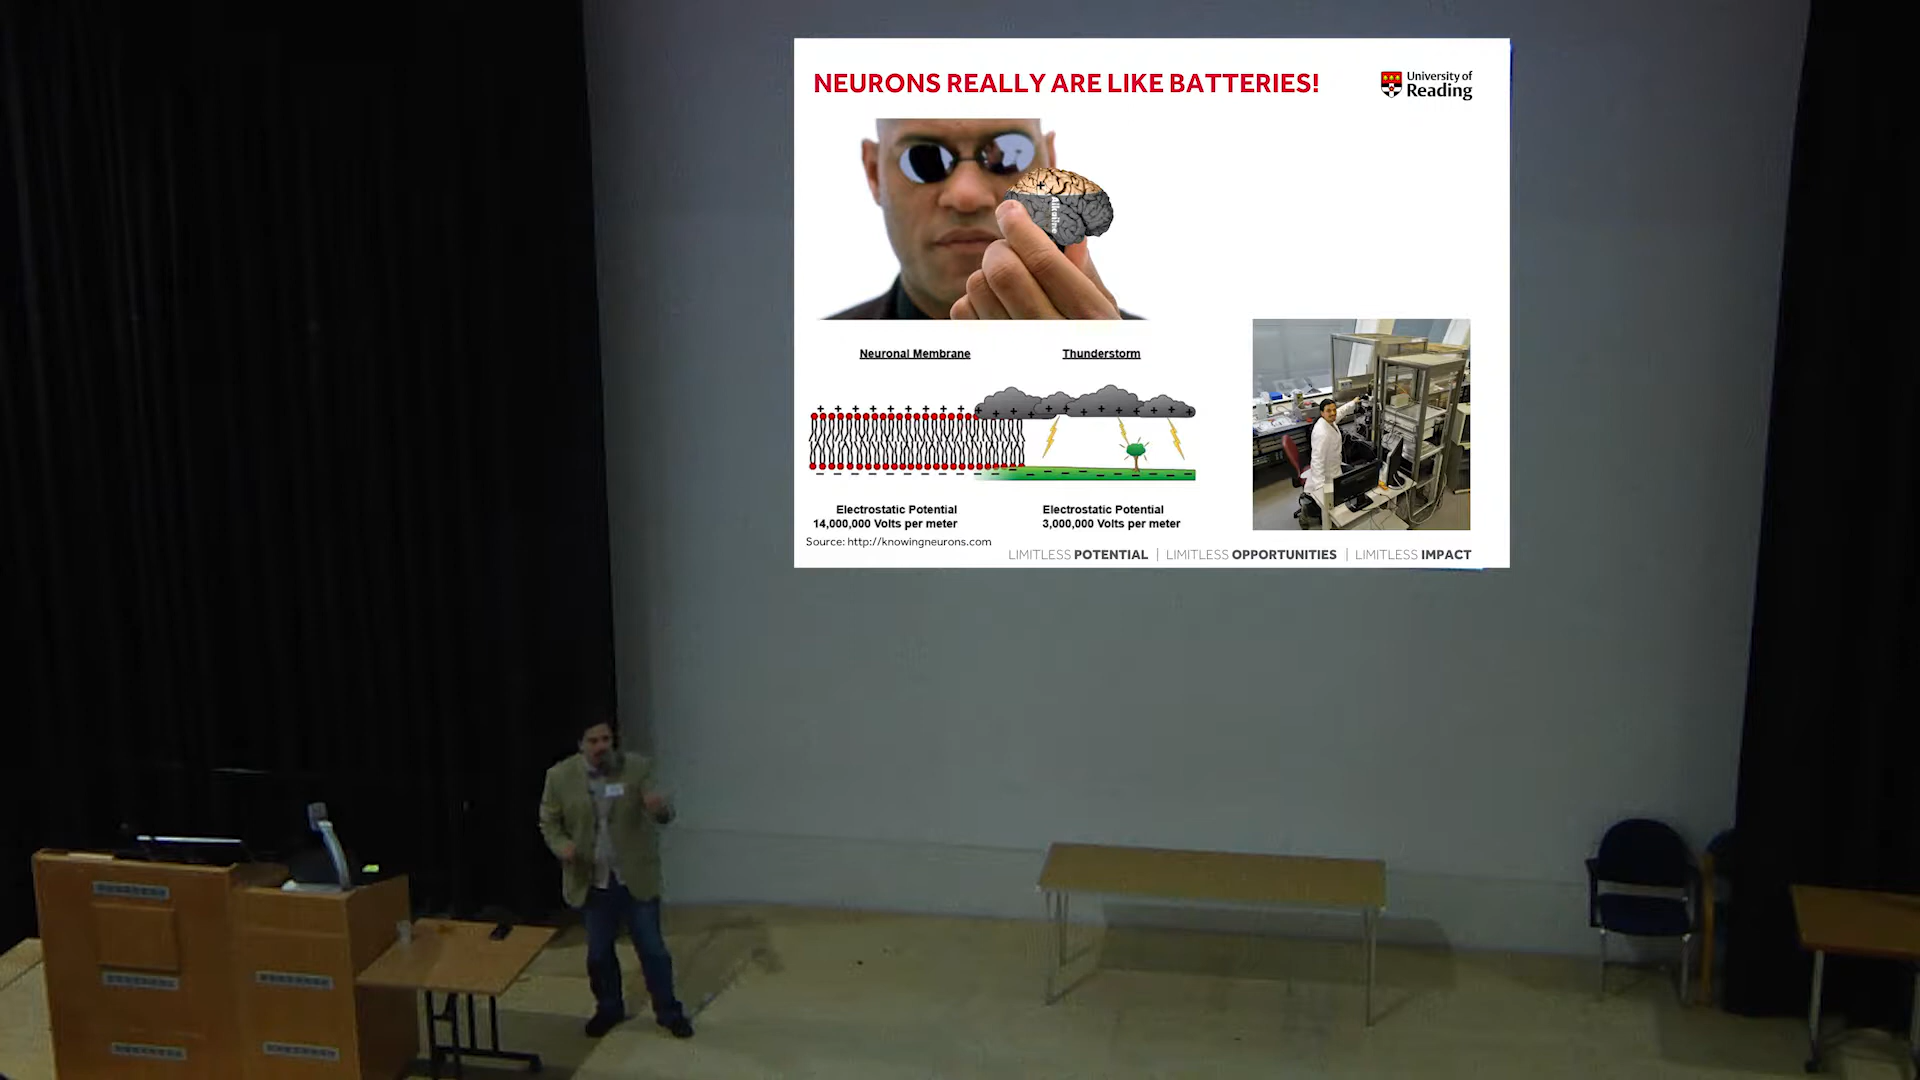 NEURONS REALLY ARE LIKE BATTERIES!
University of
Reading
Alkaline
Neuronal Membrane
Thunderstorm
Electrostatic Potential
14,000,000 Volts per meter
Electrostatic Potential
3,000,000 Volts per meter
Source: http://knowingneurons.com
LIMITLESS POTENTIAL | LIMITLESS OPPORTUNITIES | LIMITLESS IMPACT